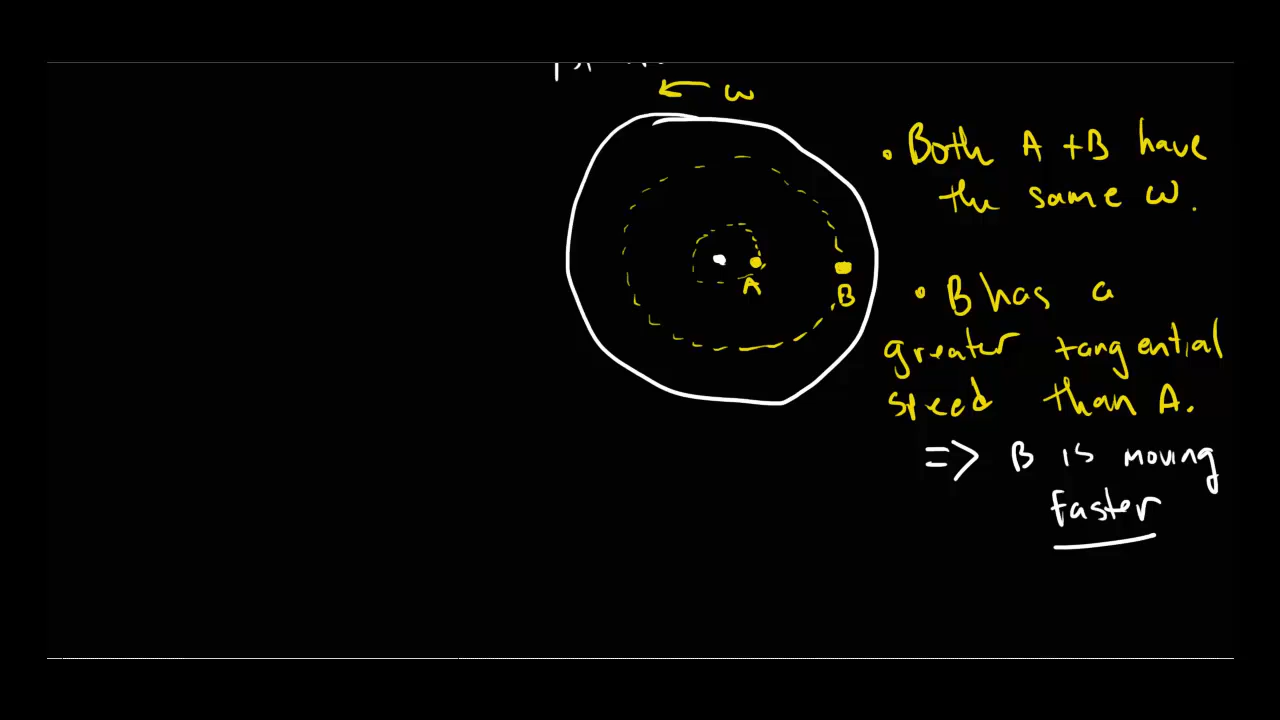 ω
• Both A + B have
the same ω.
A
B
• B has a
greater tangential
speed than A.
=> B is moving
faster